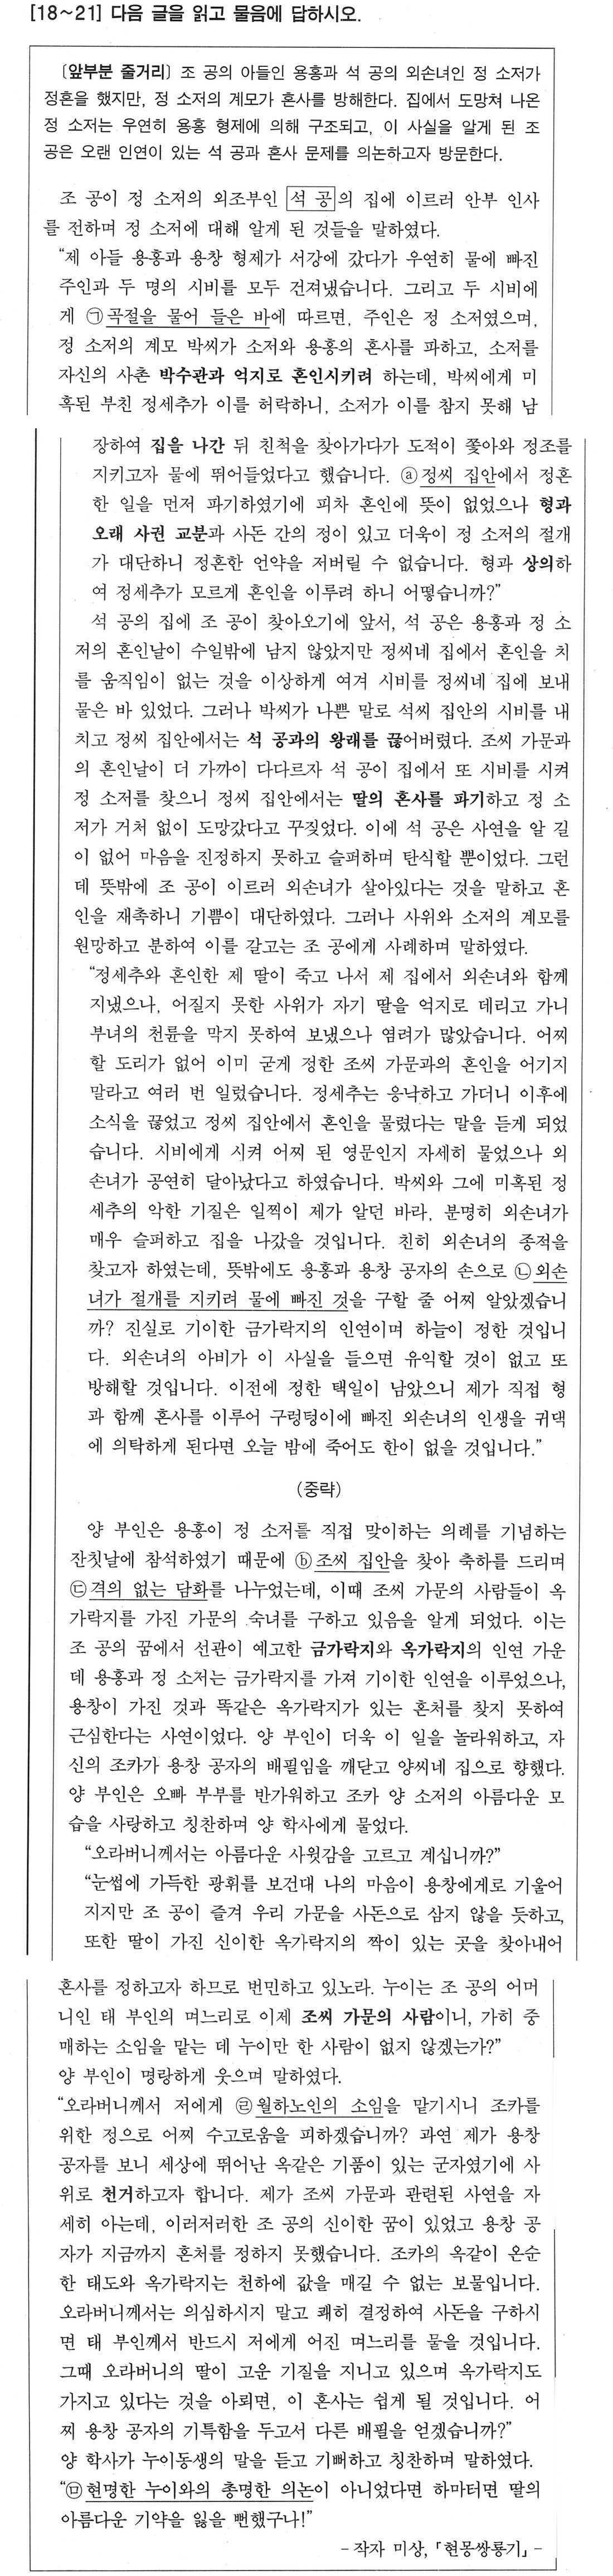 [18~21] 다음 글을 읽고 물음에 답하시오.
〔앞부분 줄거리〕 조 공의 아들인 용홍과 석 공의 외손녀인 정 소저가
정혼을 했지만, 정 소저의 계모가 혼사를 방해한다. 집에서 도망쳐 나온
정 소저는 우연히 용홍 형제에 의해 구조되고, 이 사실을 알게 된 조
공은 오랜 인연이 있는 석 공과 혼사 문제를 의논하고자 방문한다.
조 공이 정 소저의 외조부인 석 공의 집에 이르러 안부 인사
를 전하며 정 소저에 대해 알게 된 것들을 말하였다.
“제 아들 용홍과 용창 형제가 서강에 갔다가 우연히 물에 빠진
주인과 두 명의 시비를 모두 건져냈습니다. 그리고 두 시비에
게 ㉠곡절을 물어 들은 바에 따르면, 주인은 정 소저였으며,
정 소저의 계모 박씨가 소저와 용홍의 혼사를 파하고, 소저를
자신의 사촌 박수관과 억지로 혼인시키려 하는데, 박씨에게 미
혹된 부친 정세추가 이를 허락하니, 소저가 이를 참지 못해 남
장하여 집을 나간 뒤 친척을 찾아가다가 도적이 쫓아와 정조를
지키고자 물에 뛰어들었다고 했습니다. ⓐ정씨 집안에서 정혼
한 일을 먼저 파기하였기에 피차 혼인에 뜻이 없었으나 형과
오래 사귄 교분과 사돈 간의 정이 있고 더욱이 정 소저의 절개
가 대단하니 정혼한 언약을 저버릴 수 없습니다. 형과 상의하
여 정세추가 모르게 혼인을 이루려 하니 어떻습니까?”
석 공의 집에 조 공이 찾아오기에 앞서, 석 공은 용홍과 정 소
저의 혼인날이 수일밖에 남지 않았지만 정씨네 집에서 혼인을 치
를 움직임이 없는 것을 이상하게 여겨 시비를 정씨네 집에 보내
물은 바 있었다. 그러나 박씨가 나쁜 말로 석씨 집안의 시비를 내
치고 정씨 집안에서는 석 공과의 왕래를 끊어버렸다. 조씨 가문과
의 혼인날이 더 가까이 다다르자 석 공이 집에서 또 시비를 시켜
정 소저를 찾으니 정씨 집안에서는 딸의 혼사를 파기하고 정 소
저가 거처 없이 도망갔다고 꾸짖었다. 이에 석 공은 사연을 알 길
이 없어 마음을 진정하지 못하고 슬퍼하며 탄식할 뿐이었다. 그런
데 뜻밖에 조 공이 이르러 외손녀가 살아있다는 것을 말하고 혼
인을 재촉하니 기쁨이 대단하였다. 그러나 사위와 소저의 계모를
원망하고 분하여 이를 갈고는 조 공에게 사례하며 말하였다.
“정세추와 혼인한 제 딸이 죽고 나서 제 집에서 외손녀와 함께
지냈으나, 어질지 못한 사위가 자기 딸을 억지로 데리고 가니
부녀의 천륜을 막지 못하여 보냈으나 염려가 많았습니다. 어찌
할 도리가 없어 이미 굳게 정한 조씨 가문과의 혼인을 어기지
말라고 여러 번 일렀습니다. 정세추는 응낙하고 가더니 이후에
소식을 끊었고 정씨 집안에서 혼인을 물렸다는 말을 듣게 되었
습니다. 시비에게 시켜 어찌 된 영문인지 자세히 물었으나 외
손녀가 공연히 달아났다고 하였습니다. 박씨와 그에 미혹된 정
세추의 악한 기질은 일찍이 제가 알던 바라, 분명히 외손녀가
매우 슬퍼하고 집을 나갔을 것입니다. 친히 외손녀의 종적을
찾고자 하였는데, 뜻밖에도 용홍과 용창 공자의 손으로 ㉡외손
녀가 절개를 지키려 물에 빠진 것을 구할 줄 어찌 알았겠습니
까? 진실로 기이한 금가락지의 인연이며 하늘이 정한 것입니
다. 외손녀의 아비가 이 사실을 들으면 유익할 것이 없고 또
방해할 것입니다. 이전에 정한 택일이 남았으니 제가 직접 형
과 함께 혼사를 이루어 구렁텅이에 빠진 외손녀의 인생을 귀댁
에 의탁하게 된다면 오늘 밤에 죽어도 한이 없을 것입니다.”
(중략)
양 부인은 용홍이 정 소저를 직접 맞이하는 의례를 기념하는
잔칫날에 참석하였기 때문에 ⓑ조씨 집안을 찾아 축하를 드리며
㉢격의 없는 담화를 나누었는데, 이때 조씨 가문의 사람들이 옥
가락지를 가진 가문의 숙녀를 구하고 있음을 알게 되었다. 이는
조 공의 꿈에서 선관이 예고한 금가락지와 옥가락지의 인연 가운
데 용홍과 정 소저는 금가락지를 가져 기이한 인연을 이루었으나,
용창이 가진 것과 똑같은 옥가락지가 있는 혼처를 찾지 못하여
근심한다는 사연이었다. 양 부인이 더욱 이 일을 놀라워하고, 자
신의 조카가 용창 공자의 배필임을 깨닫고 양씨네 집으로 향했다.
양 부인은 오빠 부부를 반가워하고 조카 양 소저의 아름다운 모
습을 사랑하고 칭찬하며 양 학사에게 물었다.
“오라버니께서는 아름다운 사윗감을 고르고 계십니까?”
“눈썹에 가득한 광휘를 보건대 나의 마음이 용창에게로 기울어
지지만 조 공이 즐겨 우리 가문을 사돈으로 삼지 않을 듯하고,
또한 딸이 가진 신이한 옥가락지의 짝이 있는 곳을 찾아내어
혼사를 정하고자 하므로 번민하고 있노라. 누이는 조 공의 어머
니인 태 부인의 며느리로 이제 조씨 가문의 사람이니, 가히 중
매하는 소임을 맡는 데 누이만 한 사람이 없지 않겠는가?”
양 부인이 명랑하게 웃으며 말하였다.
“오라버니께서 저에게 ㉣월하노인의 소임을 맡기시니 조카를
위한 정으로 어찌 수고로움을 피하겠습니까? 과연 제가 용창
공자를 보니 세상에 뛰어난 옥같은 기품이 있는 군자였기에 사
위로 천거하고자 합니다. 제가 조씨 가문과 관련된 사연을 자
세히 아는데, 이러저러한 조 공의 신이한 꿈이 있었고 용창 공
자가 지금까지 혼처를 정하지 못했습니다. 조카의 옥같이 온순
한 태도와 옥가락지는 천하에 값을 매길 수 없는 보물입니다.
오라버니께서는 의심하시지 말고 쾌히 결정하여 사돈을 구하시
면 태 부인께서 반드시 저에게 어진 며느리를 물을 것입니다.
그때 오라버니의 딸이 고운 기질을 지니고 있으며 옥가락지도
가지고 있다는 것을 아뢰면, 이 혼사는 쉽게 될 것입니다. 어
찌 용창 공자의 기특함을 두고서 다른 배필을 얻겠습니까?”
양 학사가 누이동생의 말을 듣고 기뻐하고 칭찬하며 말하였다.
“㉤현명한 누이와의 총명한 의논이 아니었다면 하마터면 딸의
아름다운 기약을 잃을 뻔했구나!”
- 작자 미상, 「현몽쌍룡기」 -